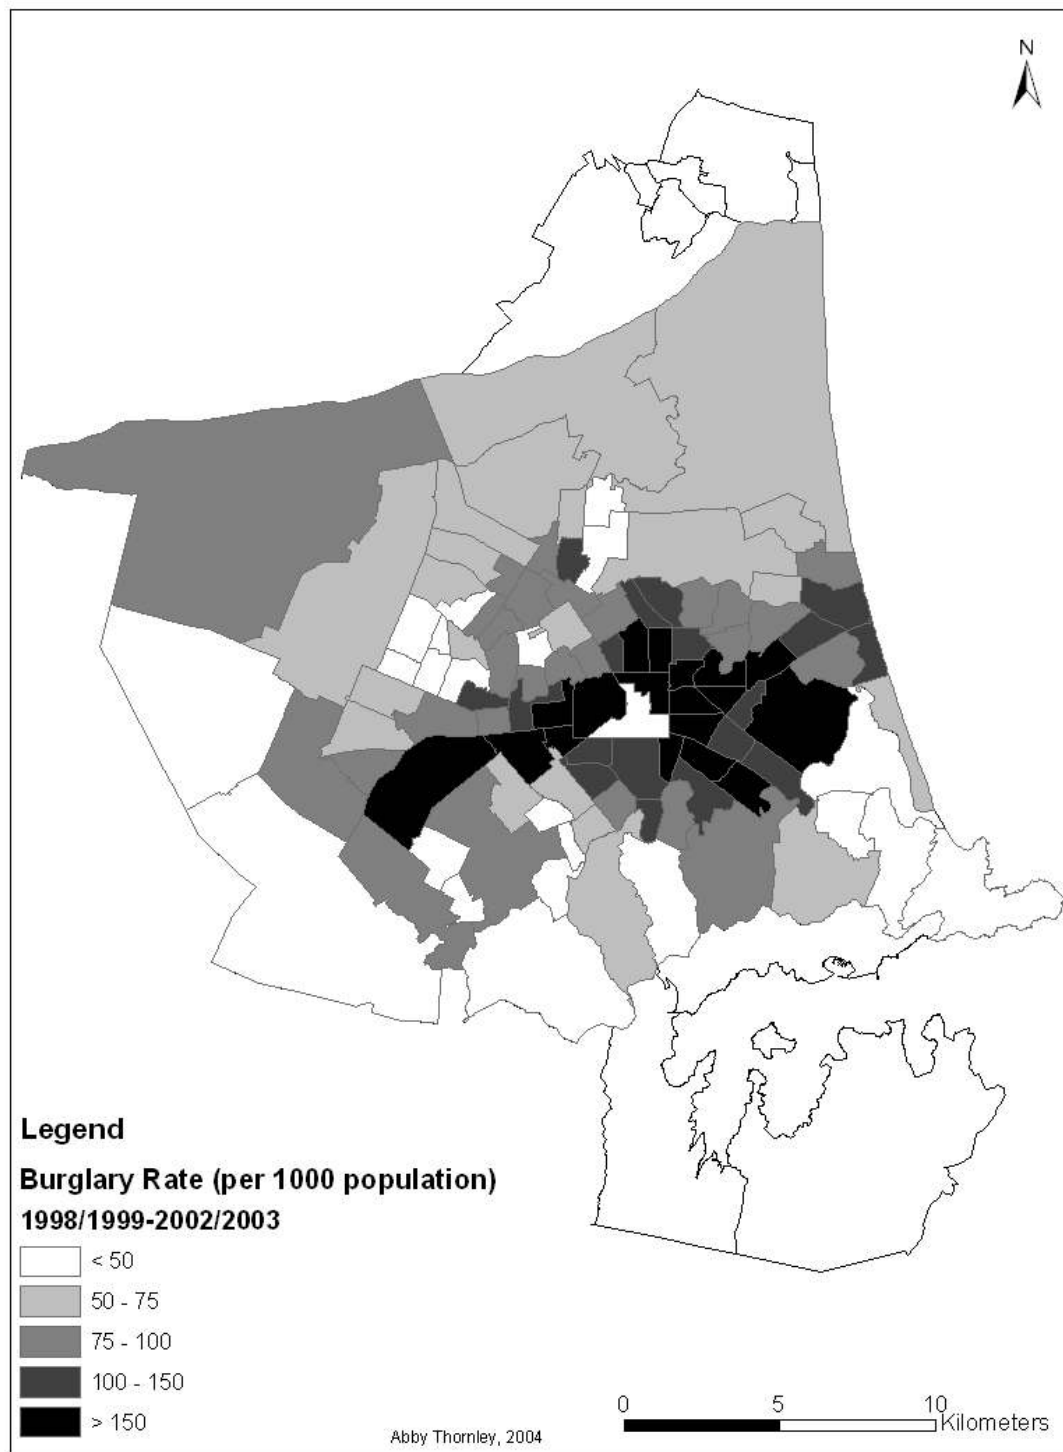 N
Legend
Burglary Rate (per 1000 population)
1998/1999-2002/2003
< 50
50 - 75
75 - 100
100 - 150
> 150
Abby Thornley, 2004
0 5 10
Kilometers